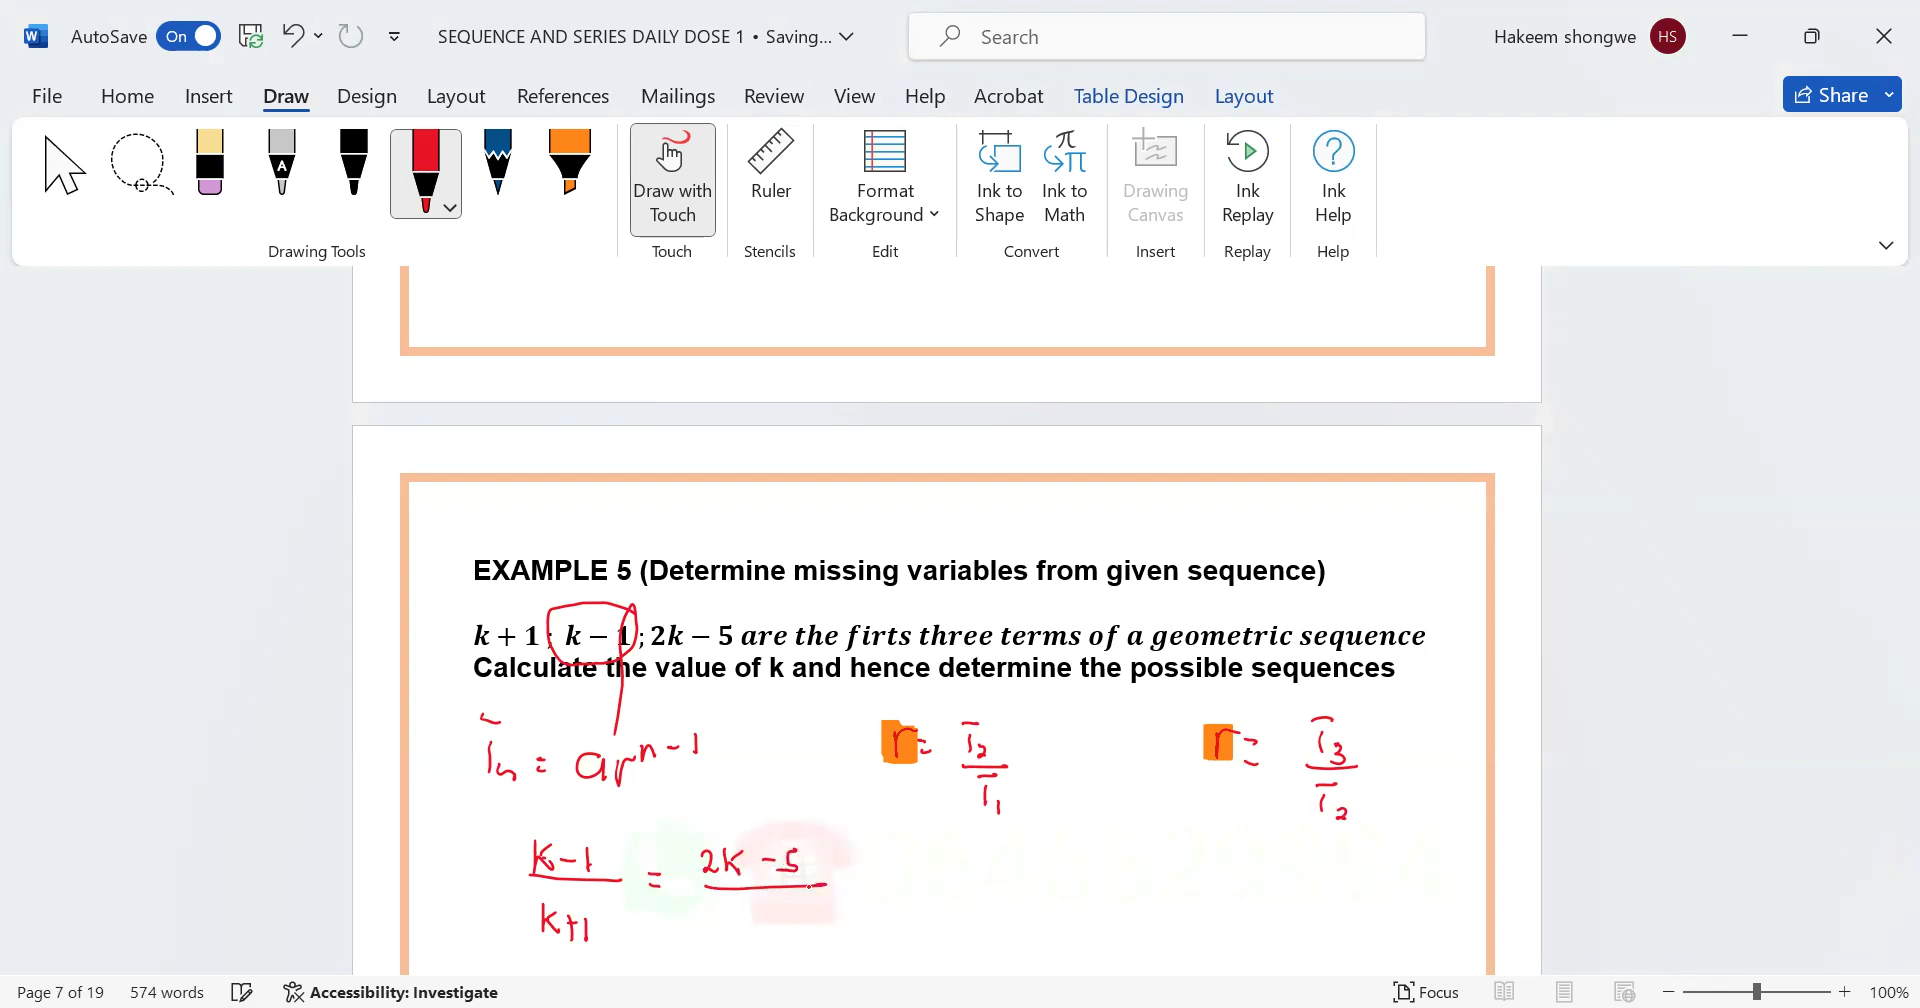 AutoSave On SEQUENCE AND SERIES DAILY DOSE 1 • Saving... Search Hakeem shongwe HS
File Home Insert Draw Design Layout References Mailings Review View Help Acrobat Table Design Layout Share
Draw with Touch
Ruler
Format Background
Ink to Shape
Ink to Math
Drawing Canvas
Ink Replay
Ink Help
Drawing Tools Touch Stencils Edit Convert Insert Replay Help
EXAMPLE 5 (Determine missing variables from given sequence)
k + 1 ; k − 1 ; 2k − 5 are the firts three terms of a geometric sequence
Calculate the value of k and hence determine the possible sequences
Tn = ar^n-1 r = T2/T1 r = T3/T2
k-1/k+1 = 2k-5
Page 7 of 19 574 words Accessibility: Investigate Focus 100%